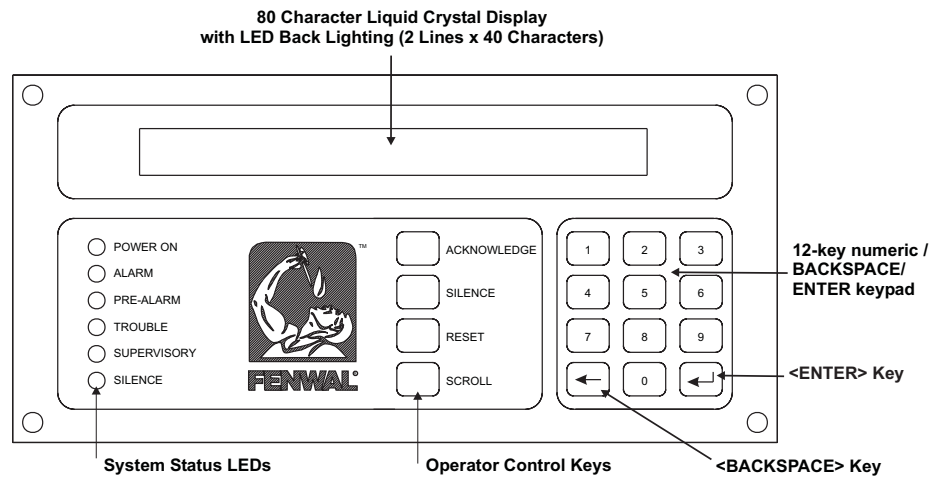 80 Character Liquid Crystal Display
with LED Back Lighting (2 Lines x 40 Characters)
POWER ON
ALARM
PRE-ALARM
TROUBLE
SUPERVISORY
SILENCE
TM
FENWAL
ACKNOWLEDGE
SILENCE
RESET
SCROLL
1 2 3
4 5 6
7 8 9
0
12-key numeric /
BACKSPACE/
ENTER keypad
<ENTER> Key
System Status LEDs
Operator Control Keys
<BACKSPACE> Key